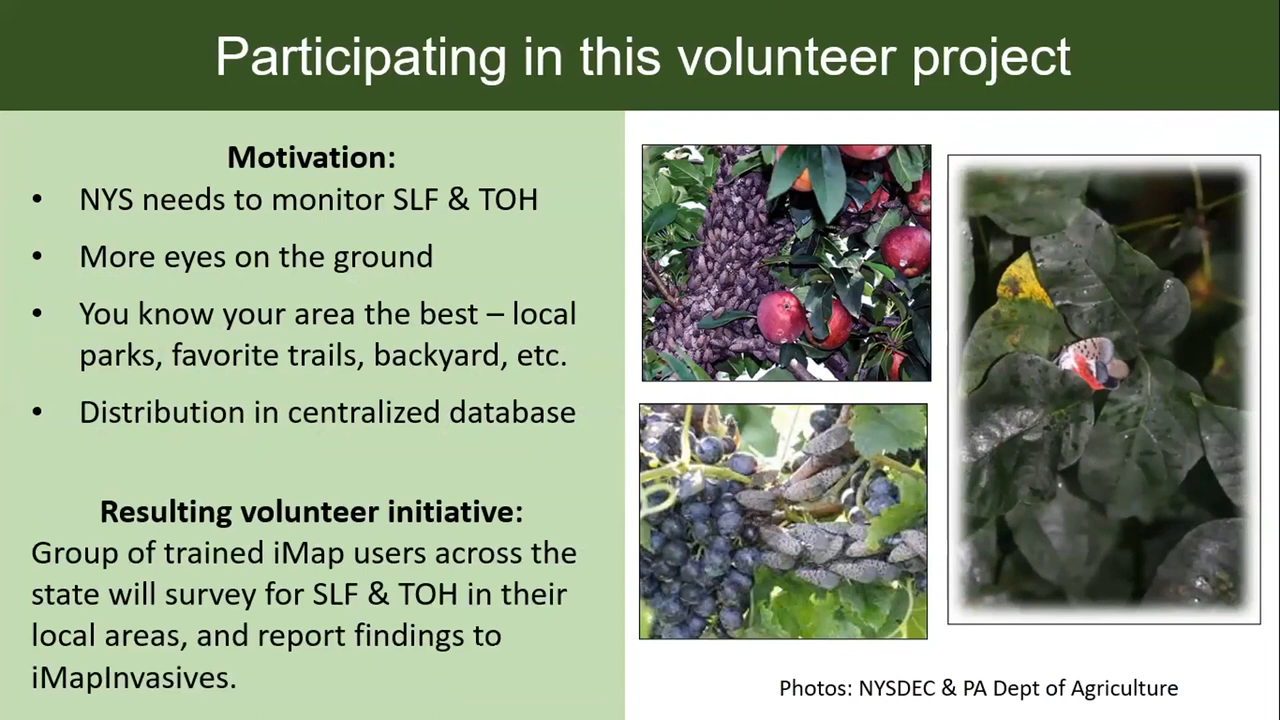 Participating in this volunteer project
Motivation:
• NYS needs to monitor SLF & TOH
• More eyes on the ground
• You know your area the best – local
parks, favorite trails, backyard, etc.
• Distribution in centralized database
Resulting volunteer initiative:
Group of trained iMap users across the
state will survey for SLF & TOH in their
local areas, and report findings to
iMapInvasives.
Photos: NYSDEC & PA Dept of Agriculture